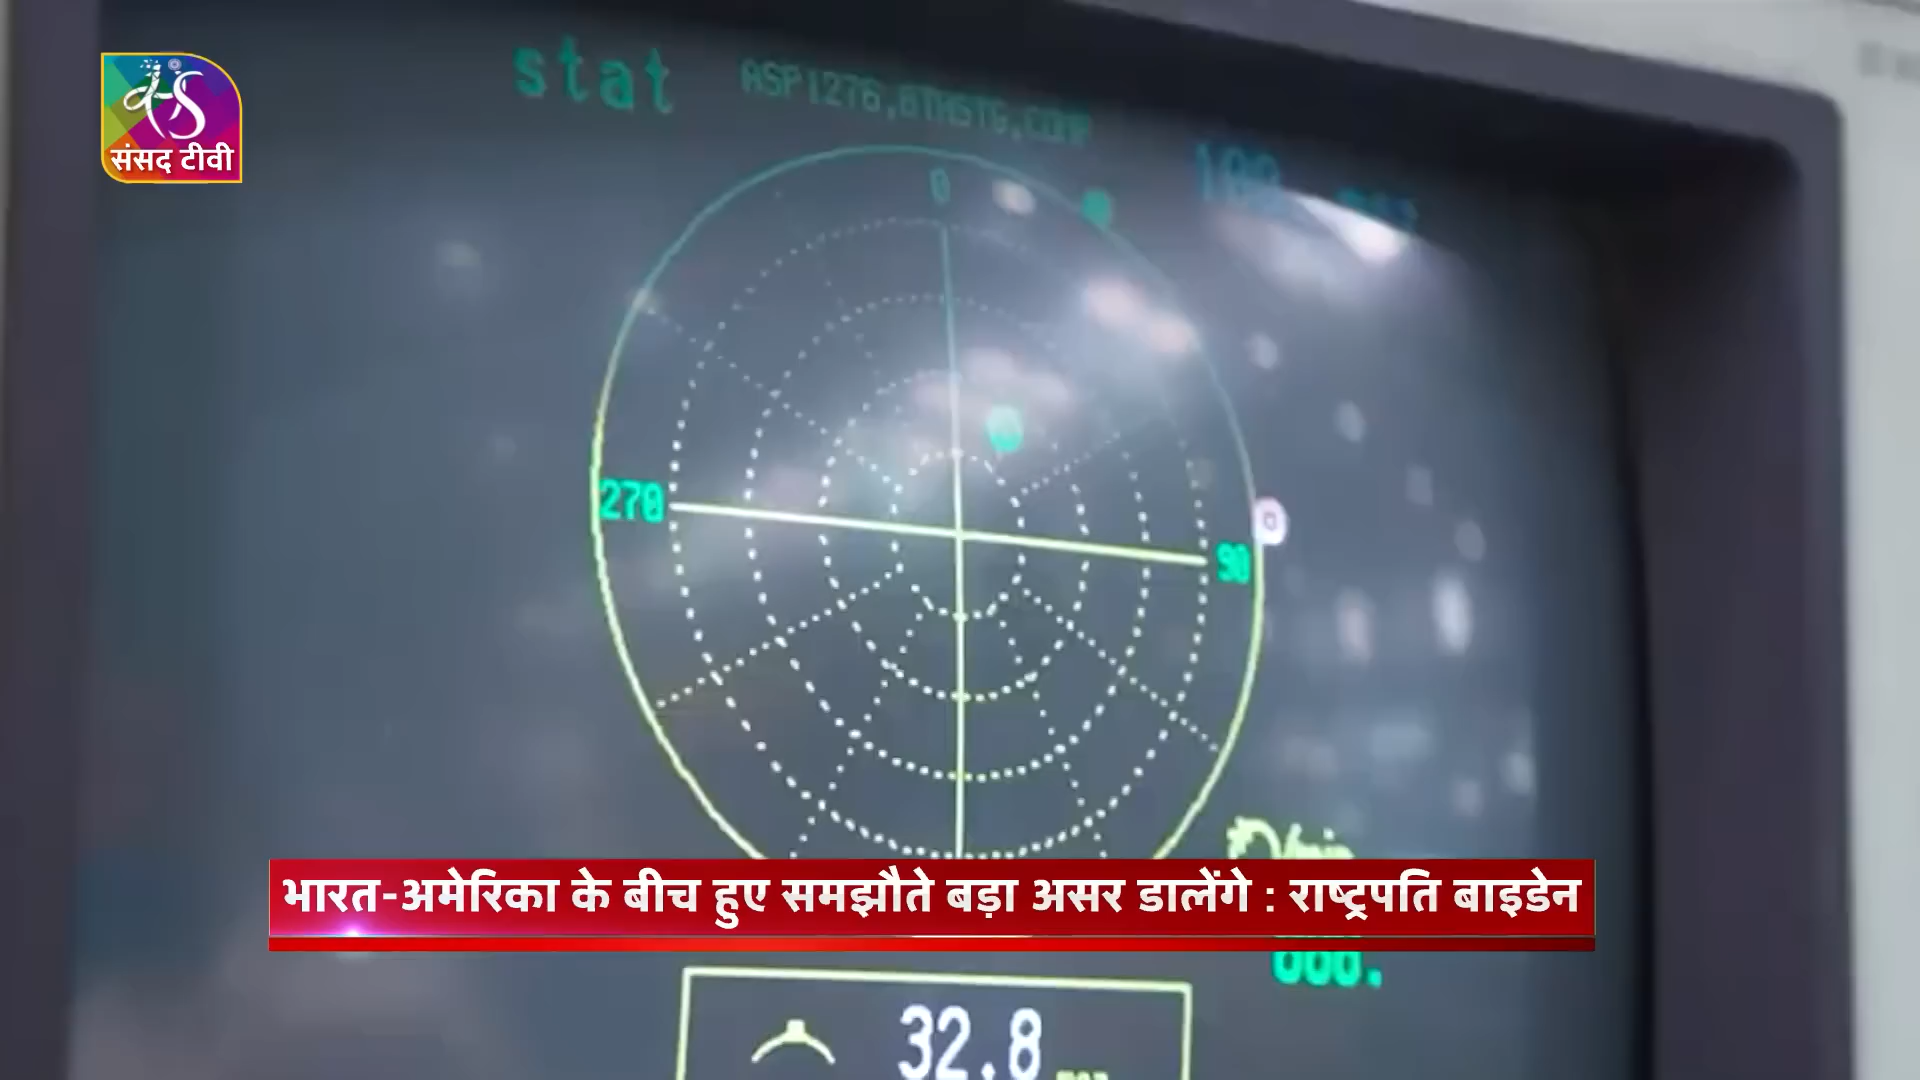 संसद टीवी
stat
ASP1276,BTHSTG,COMP
0
270
90
भारत-अमेरिका के बीच हुए समझौते बड़ा असर डालेंगे : राष्ट्रपति बाइडेन
32.8